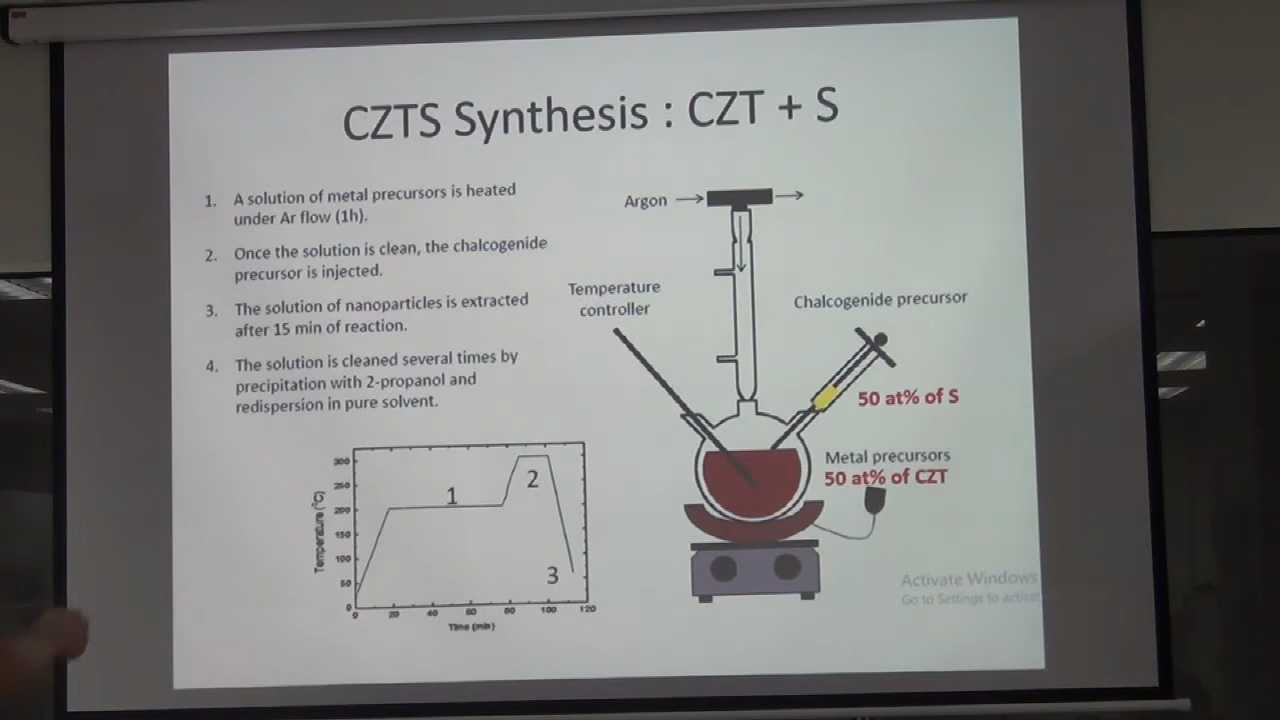 CZTS Synthesis : CZT + S
1. A solution of metal precursors is heated
under Ar flow (1h).
2. Once the solution is clean, the chalcogenide
precursor is injected.
3. The solution of nanoparticles is extracted
after 15 min of reaction.
4. The solution is cleaned several times by
precipitation with 2-propanol and
redispersion in pure solvent.
Argon
Temperature
controller
Chalcogenide precursor
50 at% of S
Metal precursors
50 at% of CZT
Temperature (°C)
300
250
200
150
100
50
0
1
2
3
0 20 40 60 80 100 120
Time (min)
Activate Windows
Go to Settings to activat